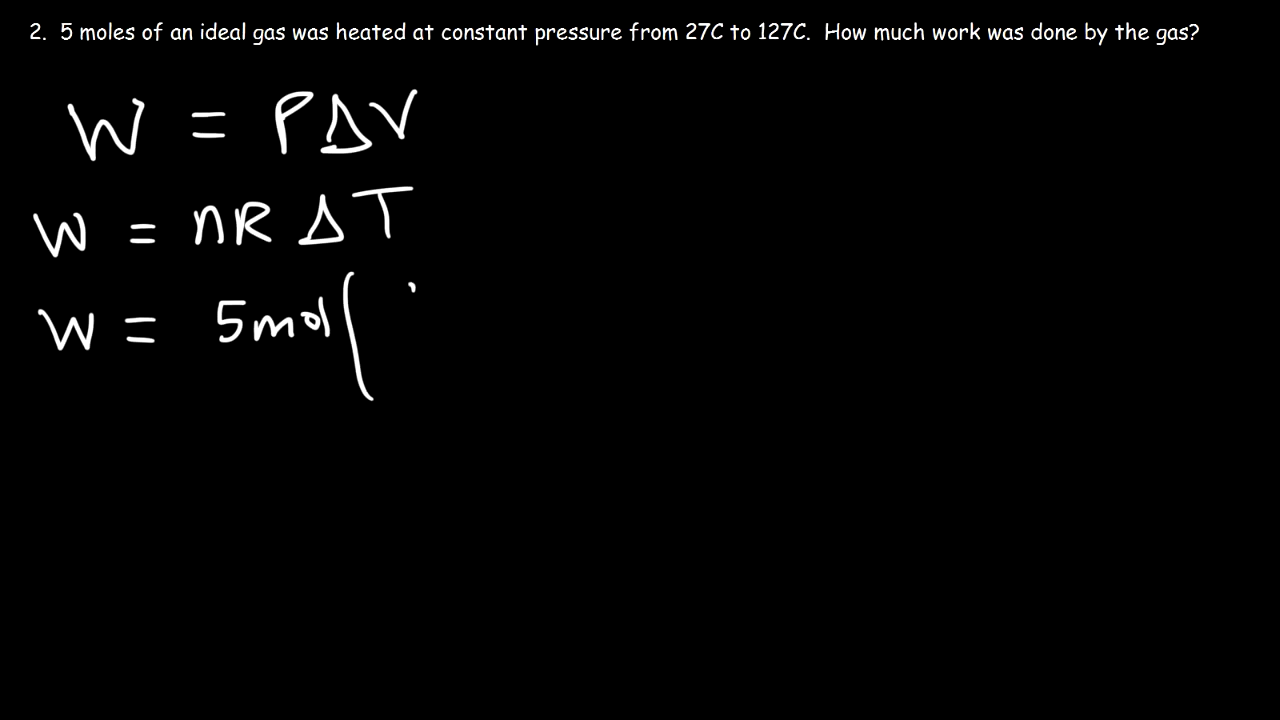 2. 5 moles of an ideal gas was heated at constant pressure from 27C to 127C. How much work was done by the gas?
W = PΔV
W = nRΔT
W = 5mol(